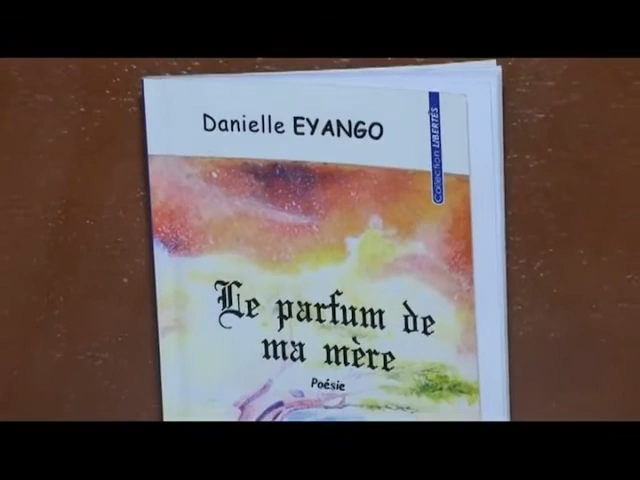 Danielle EYANGO
Collection LIBERTÉS
Le parfum de
ma mère
Poésie